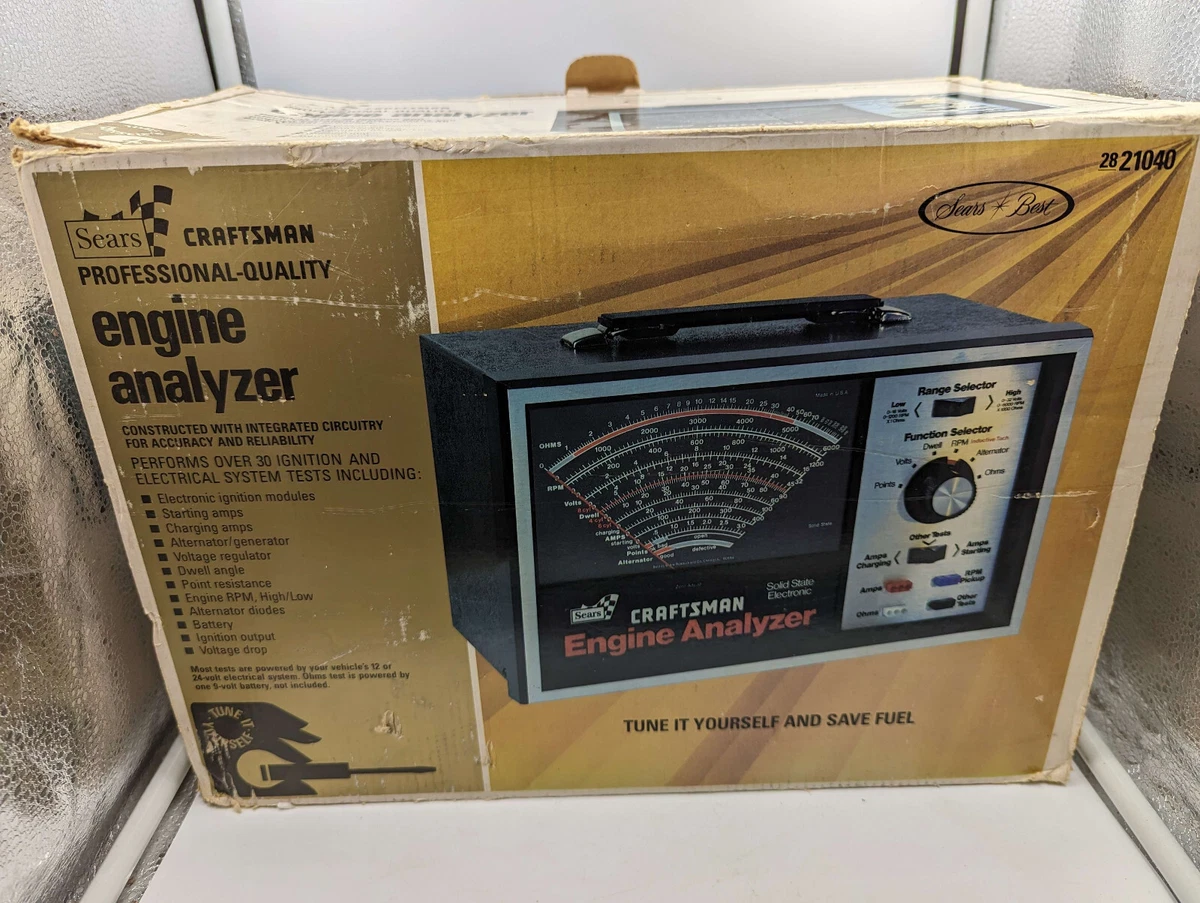 28 21040
Sears * Best
Sears CRAFTSMAN
PROFESSIONAL-QUALITY
engine
analyzer
CONSTRUCTED WITH INTEGRATED CIRCUITRY
FOR ACCURACY AND RELIABILITY
PERFORMS OVER 30 IGNITION AND
ELECTRICAL SYSTEM TESTS INCLUDING:
■ Electronic ignition modules
■ Starting amps
■ Charging amps
■ Alternator/generator
■ Voltage regulator
■ Dwell angle
■ Point resistance
■ Engine RPM, High/Low
■ Alternator diodes
■ Battery
■ Ignition output
■ Voltage drop
Most tests are powered by your vehicle's 12 or
24-volt electrical system. Ohms test is powered by
one 9-volt battery, not included.
TUNE IT
YOURSELF
OHMS
RPM
Volts
Dwell
charging
AMPS
starting
Points
Alternator
Good
open
defective
Solid State
Electronic
Sears CRAFTSMAN
Engine Analyzer
Range Selector
Low
High
Function Selector
Dwell
RPM
Volts
Alternator
Points
Ohms
Other Tests
Amps
Charging
Amps
Starting
Amps
RPM
Pickup
Ohms
Other
Tests
TUNE IT YOURSELF AND SAVE FUEL